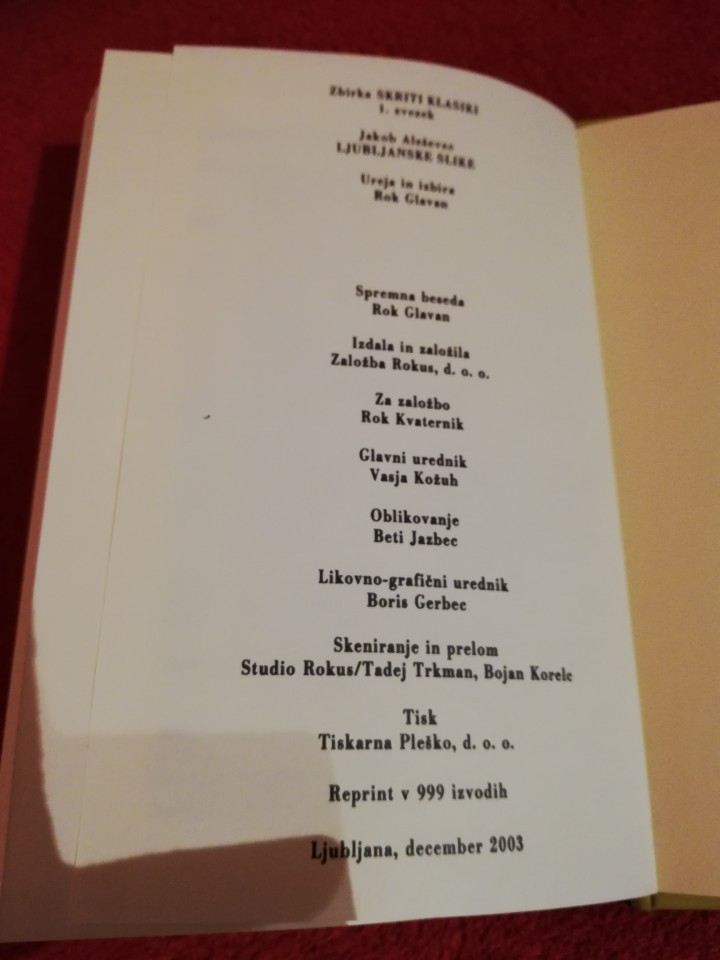 Zbirka SKRITI KLASIKI
1. zvezek
Jakob Alešovec
LJUBLJANSKE SLIKE
Ureja in izbira
Rok Glavan
Spremna beseda
Rok Glavan
Izdala in založila
Založba Rokus, d. o. o.
Za založbo
Rok Kvaternik
Glavni urednik
Vasja Kožuh
Oblikovanje
Beti Jazbec
Likovno-grafični urednik
Boris Gerbec
Skeniranje in prelom
Studio Rokus/Tadej Trkman, Bojan Korelc
Tisk
Tiskarna Pleško, d. o. o.
Reprint v 999 izvodih
Ljubljana, december 2003